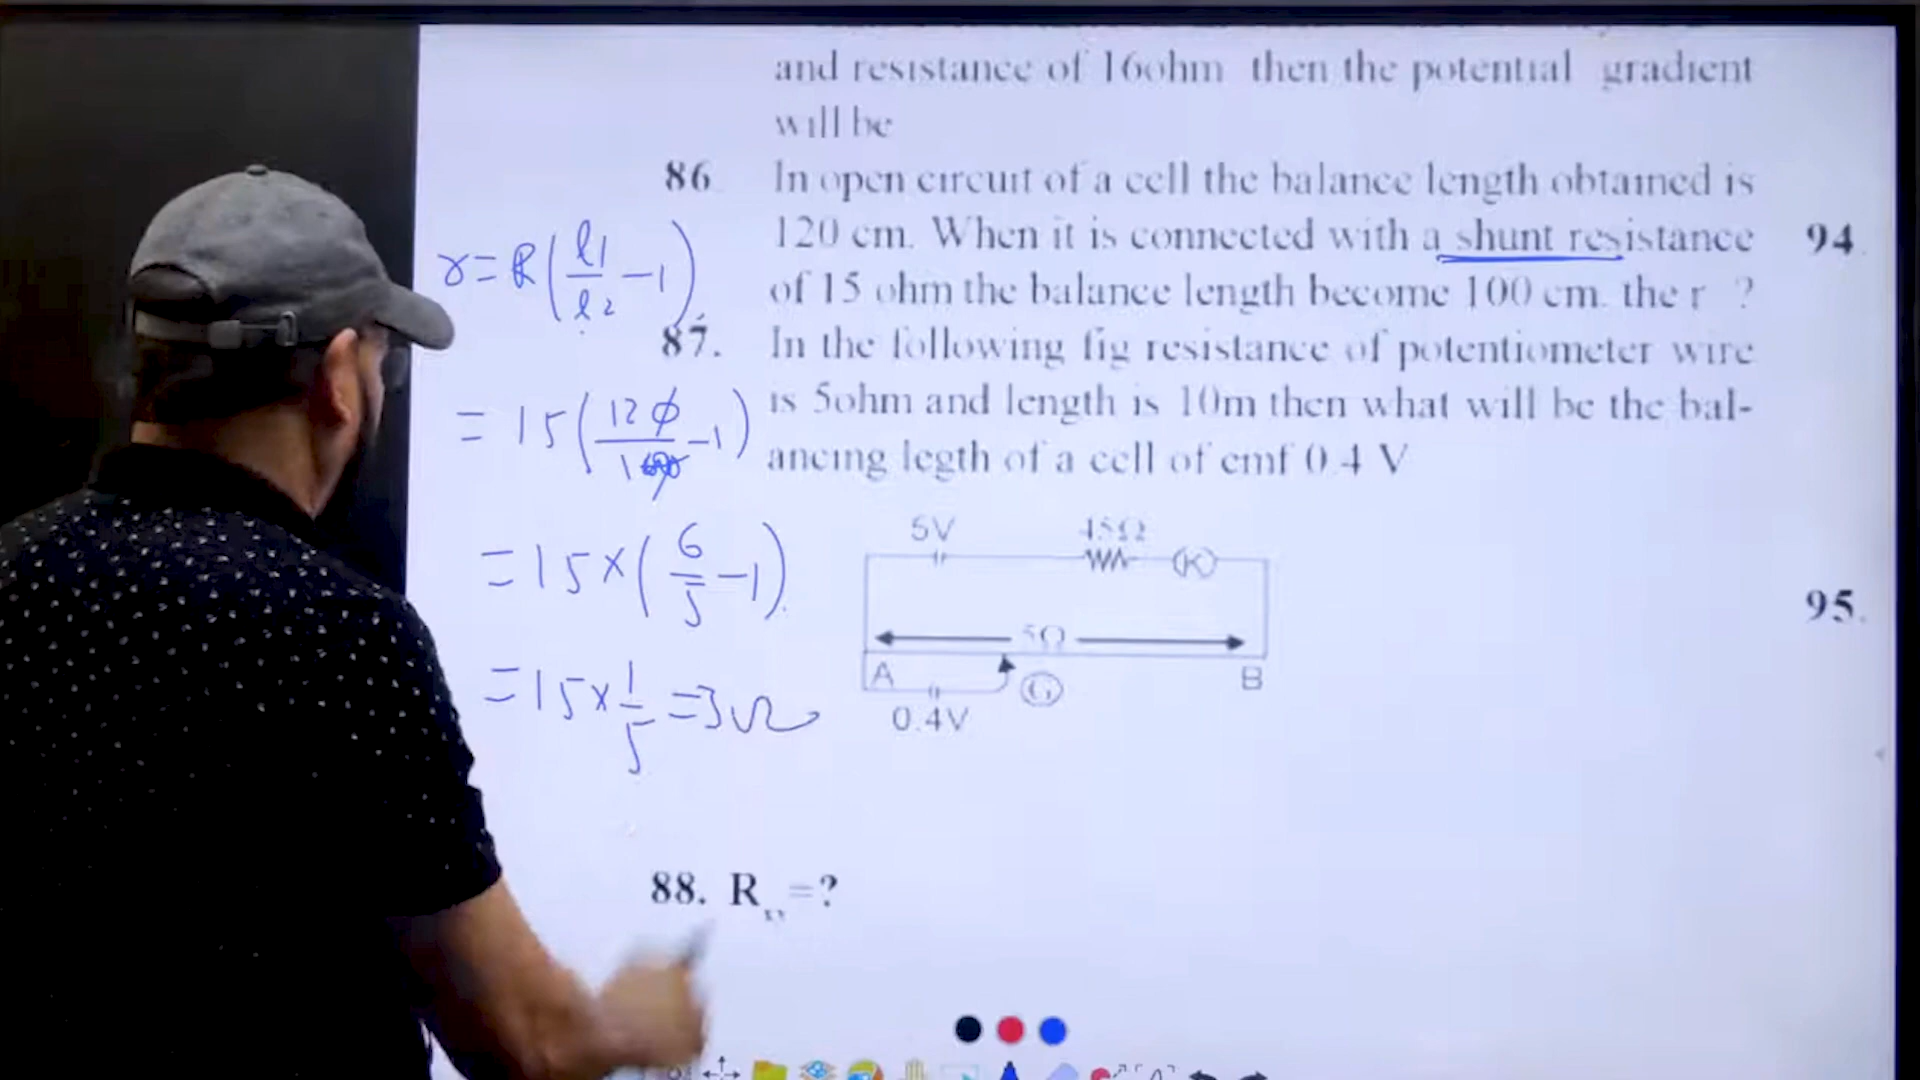 and resistance of 16ohm then the potential gradient
will be
86 In open circuit of a cell the balance length obtained is
120 cm. When it is connected with a shunt resistance
of 15 ohm the balance length become 100 cm. the r ?
87. In the following fig resistance of potentiometer wire
is 5ohm and length is 10m then what will be the bal-
ancing legth of a cell of emf 0.4 V
r=R(l1/l2-1)
=15(120/100-1)
=15×(6/5-1)
=15×1/5=3Ω
5V 45Ω
K
5Ω
A G B
0.4V
88. R =?
94
95.